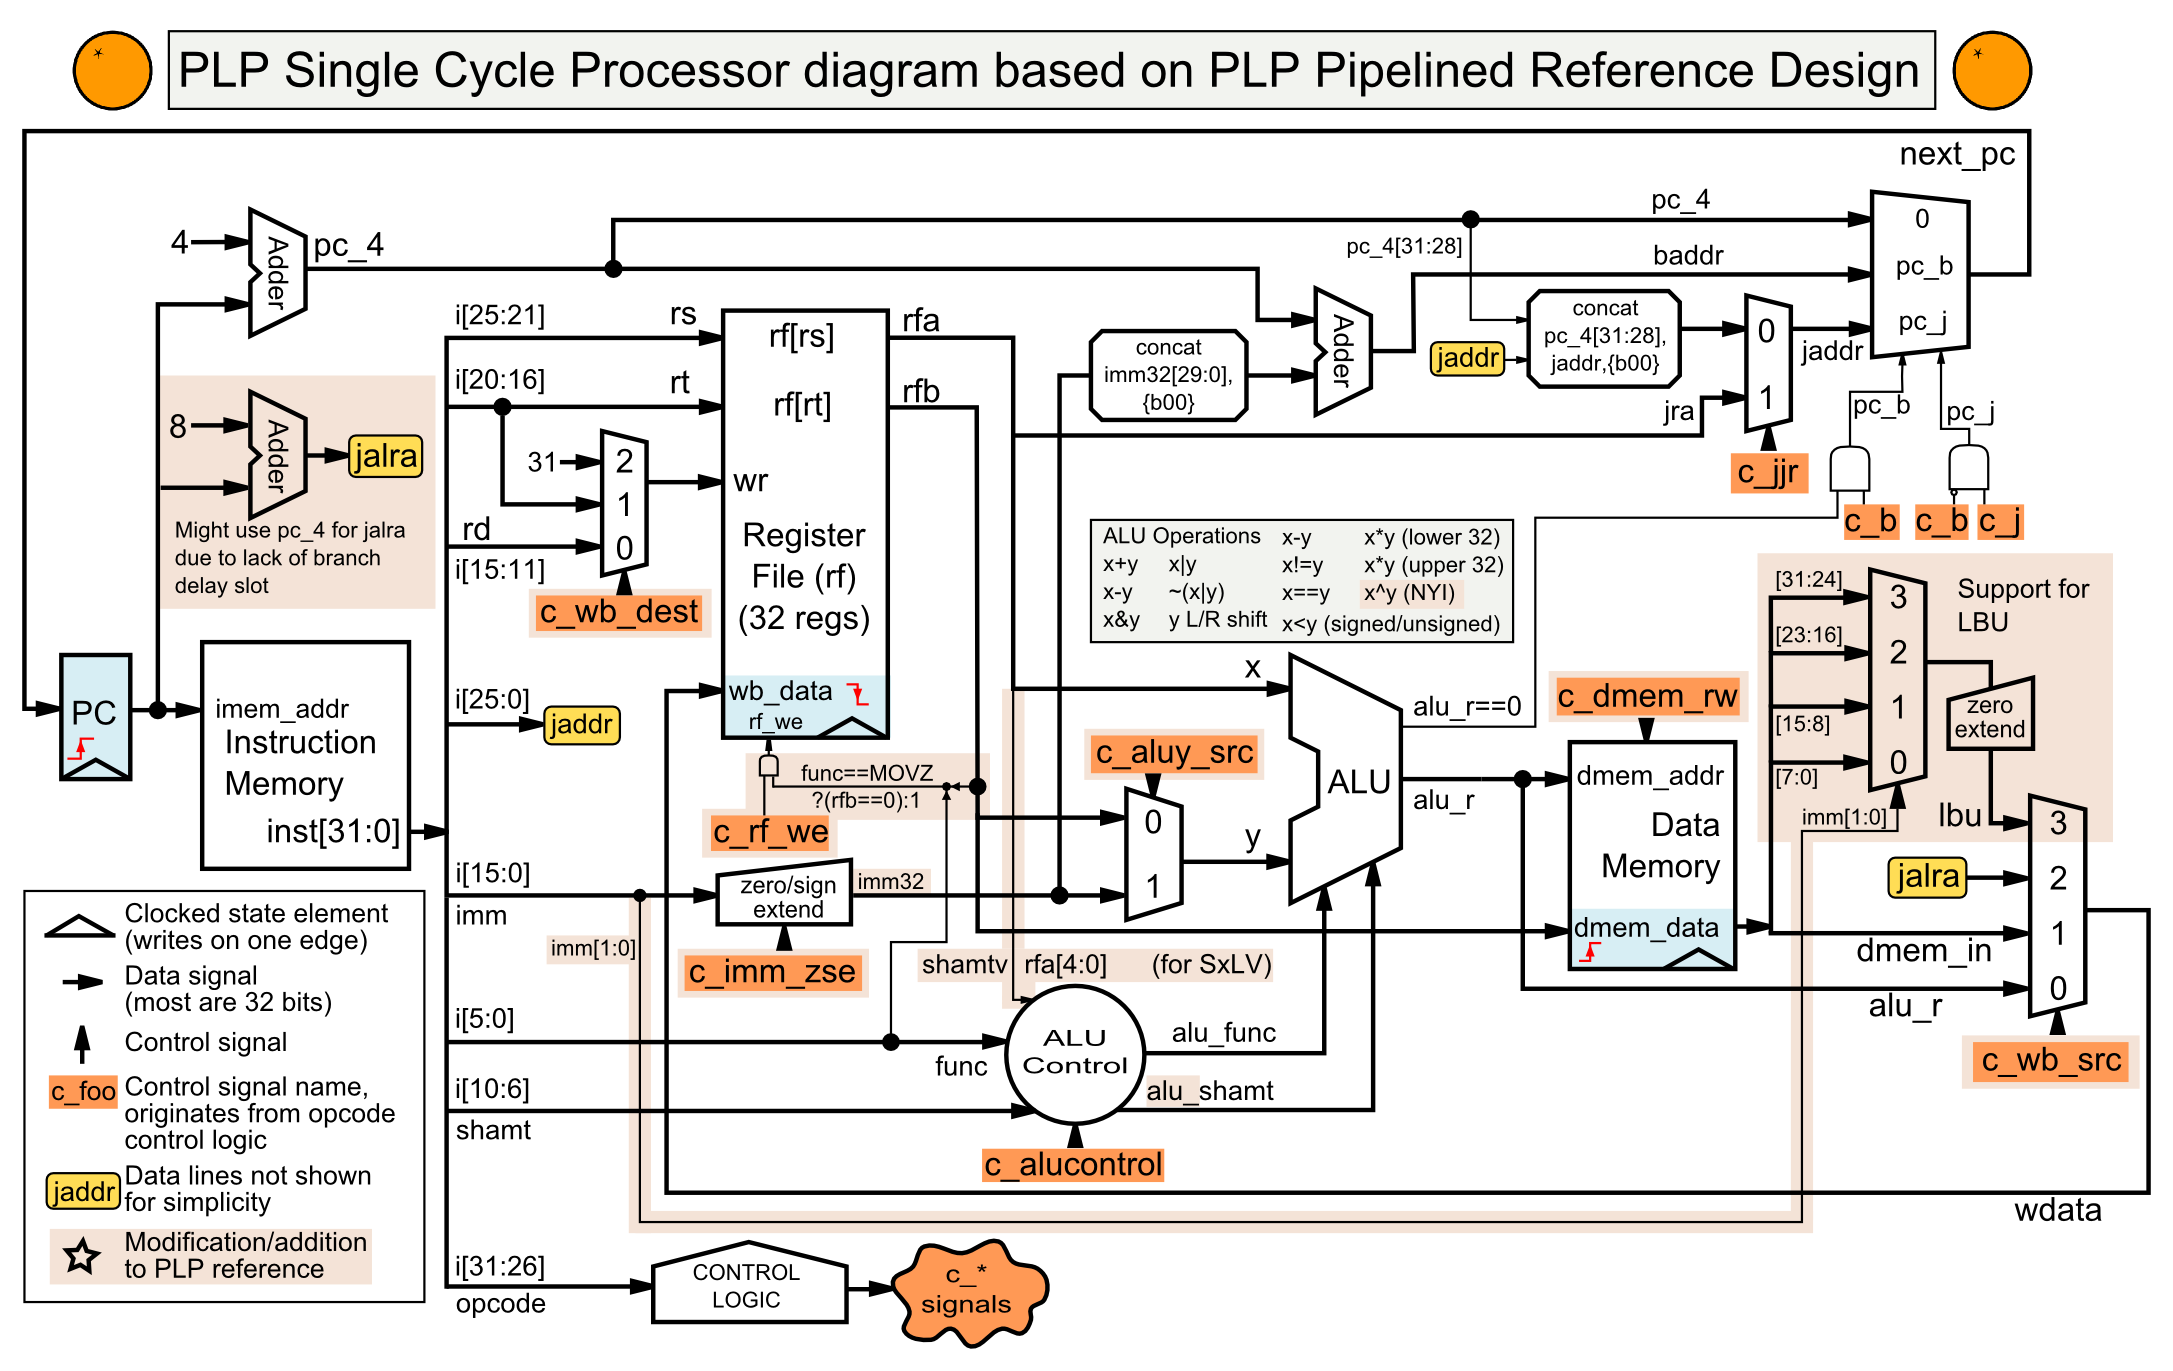 PLP Single Cycle Processor diagram based on PLP Pipelined Reference Design
next_pc
pc_4
0
pc_b
pc_j
4
Adder
pc_4
pc_4[31:28]
baddr
8
Adder
jalra
Might use pc_4 for jalra
due to lack of branch
delay slot
i[25:21]
rs
rf[rs]
rfa
i[20:16]
rt
rf[rt]
rfb
31
2
1
0
wr
rd
i[15:11]
c_wb_dest
Register
File (rf)
(32 regs)
wb_data
rf_we
concat
imm32[29:0],
{b00}
Adder
jaddr
concat
pc_4[31:28],
jaddr,{b00}
0
1
jaddr
jra
c_jjr
pc_b
pc_j
c_b
c_b
c_j
PC
imem_addr
Instruction
Memory
inst[31:0]
i[25:0]
jaddr
func==MOVZ
?(rfb==0):1
c_rf_we
i[15:0]
imm
zero/sign
extend
imm32
imm[1:0]
c_imm_zse
c_aluy_src
0
1
ALU Operations
x-y
x*y (lower 32)
x+y
x|y
x!=y
x*y (upper 32)
x-y
~(x|y)
x==y
x^y (NYI)
x&y
y L/R shift
x<y (signed/unsigned)
x
y
ALU
alu_r==0
alu_r
c_dmem_rw
dmem_addr
Data
Memory
dmem_data
[31:24]
[23:16]
[15:8]
[7:0]
3
2
1
0
Support for
LBU
zero
extend
imm[1:0]
lbu
jalra
dmem_in
alu_r
3
2
1
0
c_wb_src
shamtv
rfa[4:0]
(for SxLV)
i[5:0]
func
ALU
Control
alu_func
alu_shamt
i[10:6]
shamt
c_alucontrol
wdata
i[31:26]
opcode
CONTROL
LOGIC
c_*
signals
Clocked state element
(writes on one edge)
Data signal
(most are 32 bits)
Control signal
c_foo
Control signal name,
originates from opcode
control logic
jaddr
Data lines not shown
for simplicity
Modification/addition
to PLP reference